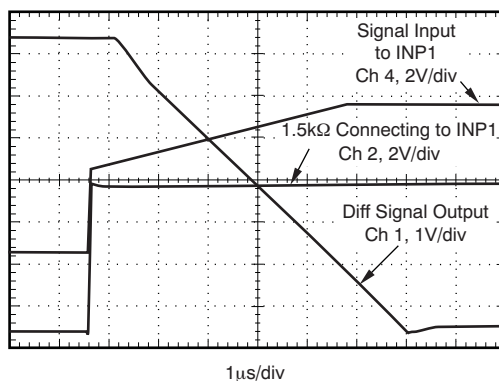 Signal Input
to INP1
Ch 4, 2V/div
1.5kΩ Connecting to INP1
Ch 2, 2V/div
Diff Signal Output
Ch 1, 1V/div
1μs/div